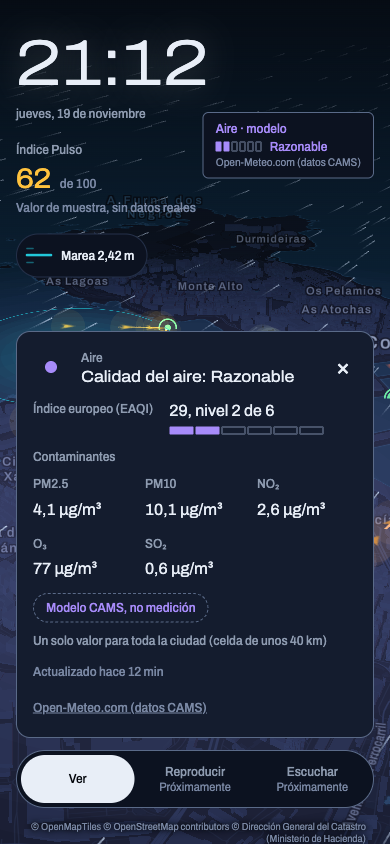 21:12
jueves, 19 de noviembre
Aire · modelo
Razonable
Open-Meteo.com (datos CAMS)
Índice Pulso
62 de 100
A Furna dos
Negros
Valor de muestra, sin datos reales
Durmideiras
Marea 2,42 m
As Lagoas
Monte Alto
Os Pelamios
As Atochas
Aire
Calidad del aire: Razonable
Índice europeo (EAQI)
29, nivel 2 de 6
Contaminantes
PM2.5 PM10 NO₂
4,1 µg/m³ 10,1 µg/m³ 2,6 µg/m³
O₃ SO₂
77 µg/m³ 0,6 µg/m³
Modelo CAMS, no medición
Un solo valor para toda la ciudad (celda de unos 40 km)
Actualizado hace 12 min
Open-Meteo.com (datos CAMS)
Ver
Reproducir
Próximamente
Escuchar
Próximamente
© OpenMapTiles © OpenStreetMap contributors © Dirección General del Catastro
(Ministerio de Hacienda)